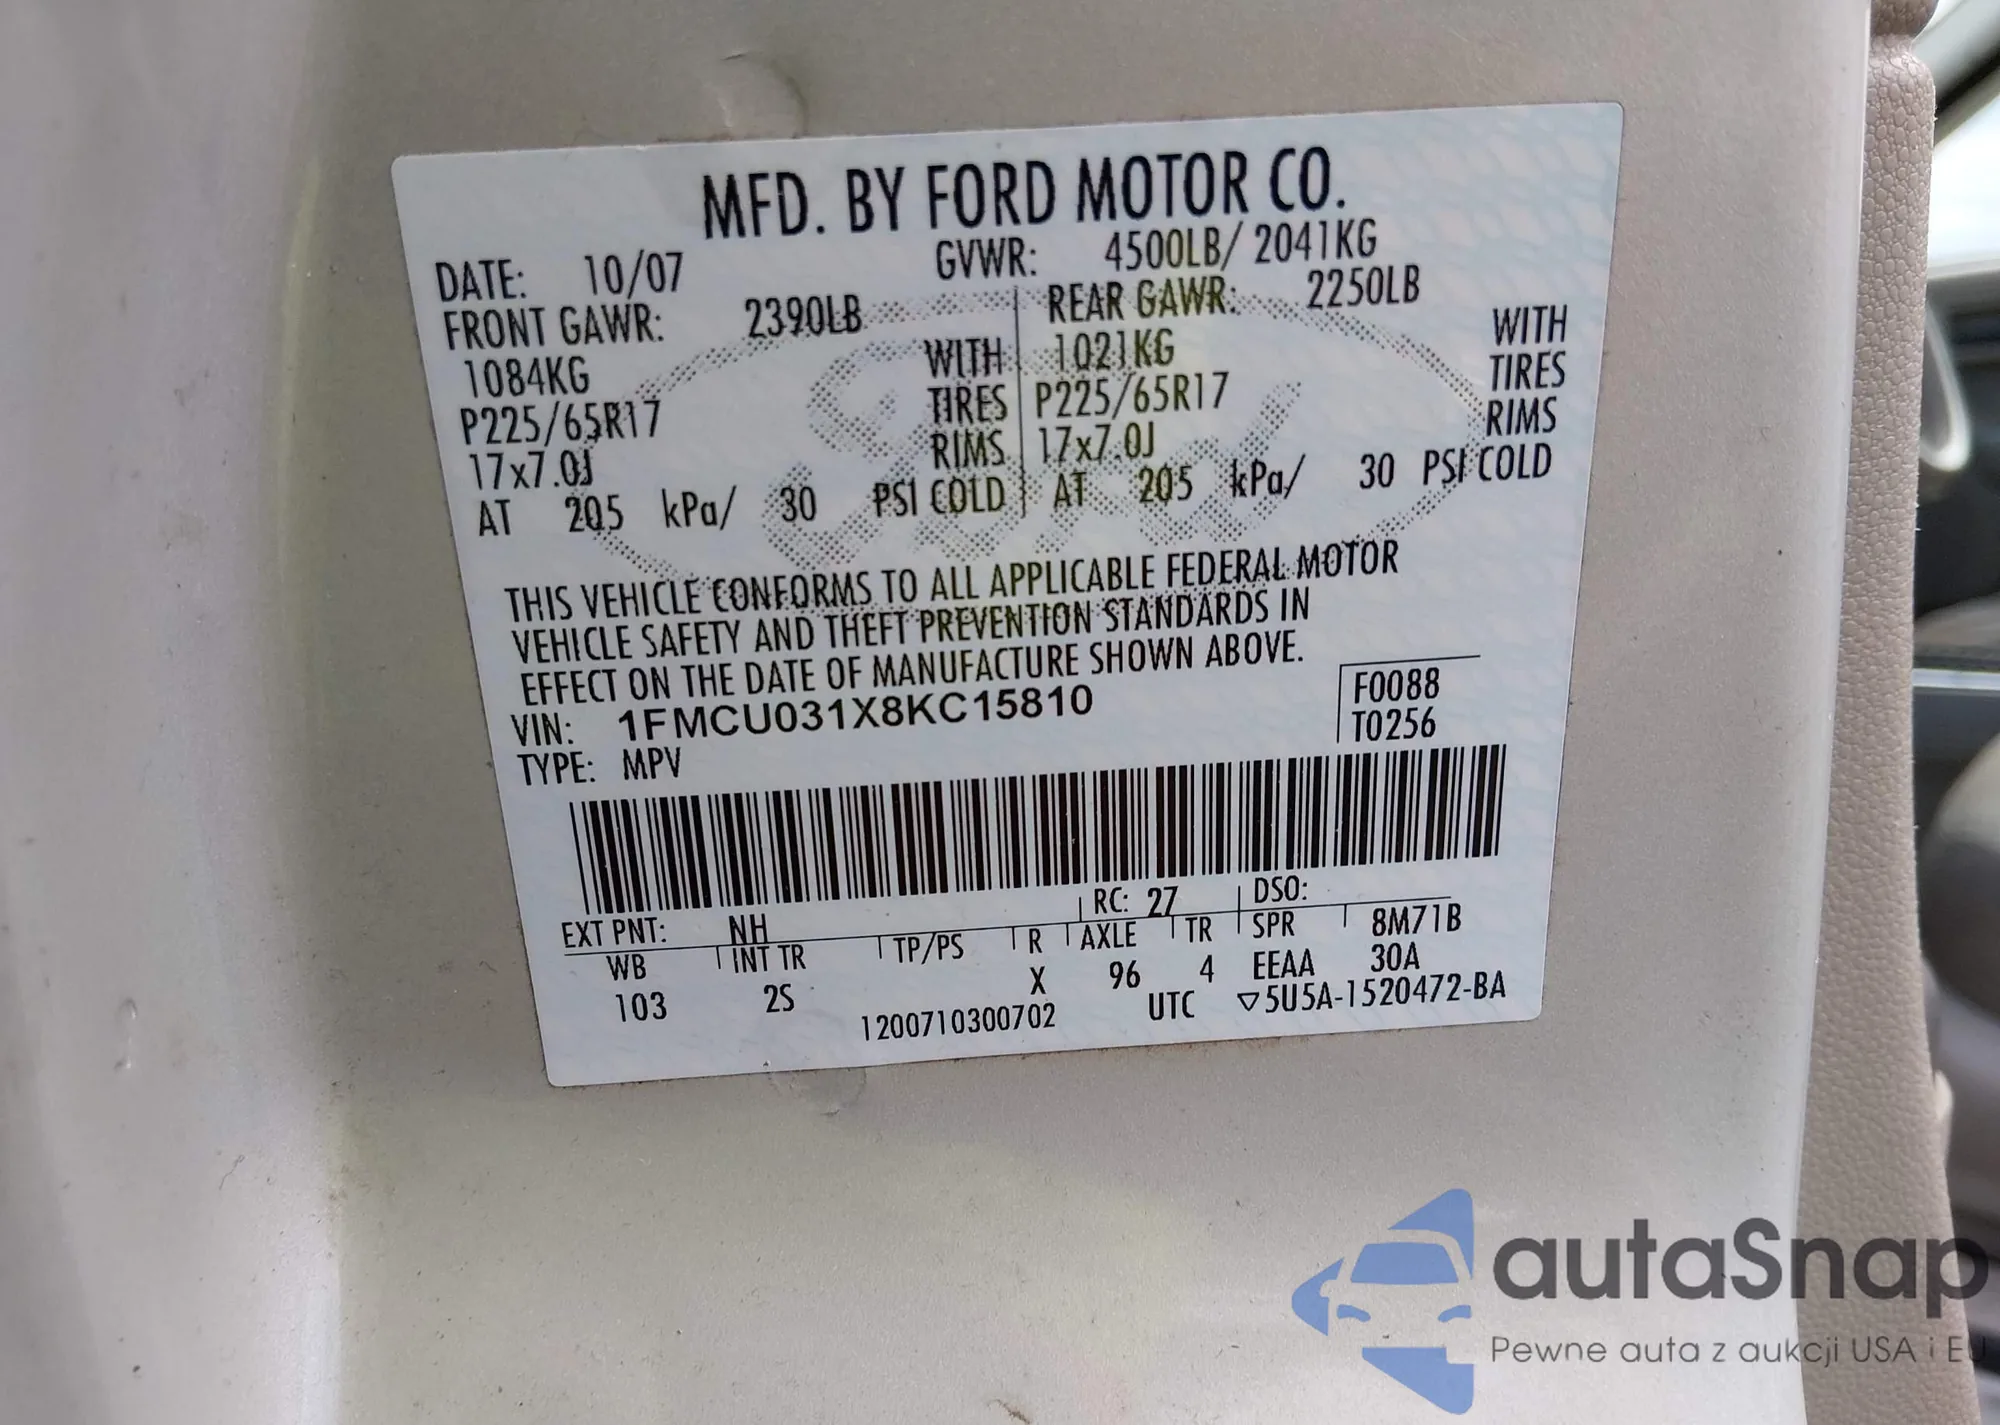 MFD. BY FORD MOTOR CO.
DATE: 10/07 GVWR: 4500LB/ 2041KG
FRONT GAWR: 2390LB REAR GAWR: 2250LB
1084KG WITH 1021KG WITH
P225/65R17 TIRES P225/65R17 TIRES
17x7.0J RIMS 17x7.0J RIMS
AT 205 kPa/ 30 PSI COLD AT 205 kPa/ 30 PSI COLD
THIS VEHICLE CONFORMS TO ALL APPLICABLE FEDERAL MOTOR
VEHICLE SAFETY AND THEFT PREVENTION STANDARDS IN
EFFECT ON THE DATE OF MANUFACTURE SHOWN ABOVE.
VIN: 1FMCU031X8KC15810 F0088
TYPE: MPV T0256
EXT PNT: NH RC: 27 DSO:
WB INT TR TP/PS R AXLE TR SPR 8M71B
103 2S X 96 4 EEAA 30A
1200710300702 UTC ▽5U5A-1520472-BA
Ford
autaSnap
Pewne auta z aukcji USA i EU